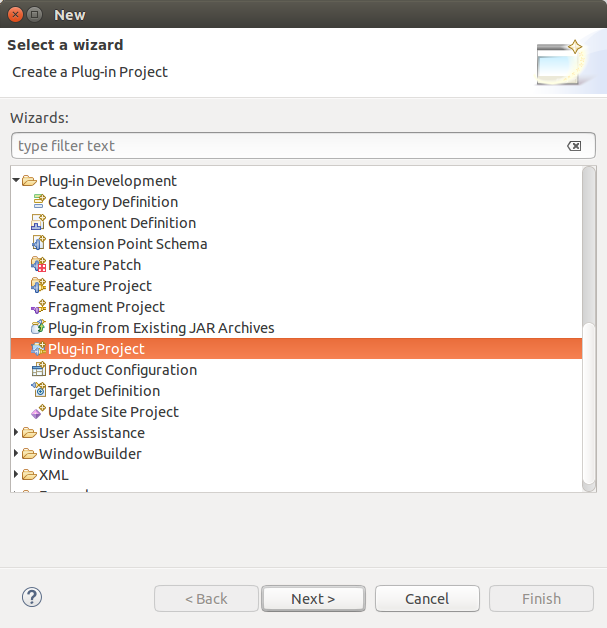 New
Select a wizard
Create a Plug-in Project
Wizards:
type filter text
Plug-in Development
Category Definition
Component Definition
Extension Point Schema
Feature Patch
Feature Project
Fragment Project
Plug-in from Existing JAR Archives
Plug-in Project
Product Configuration
Target Definition
Update Site Project
User Assistance
WindowBuilder
XML
? < Back Next > Cancel Finish